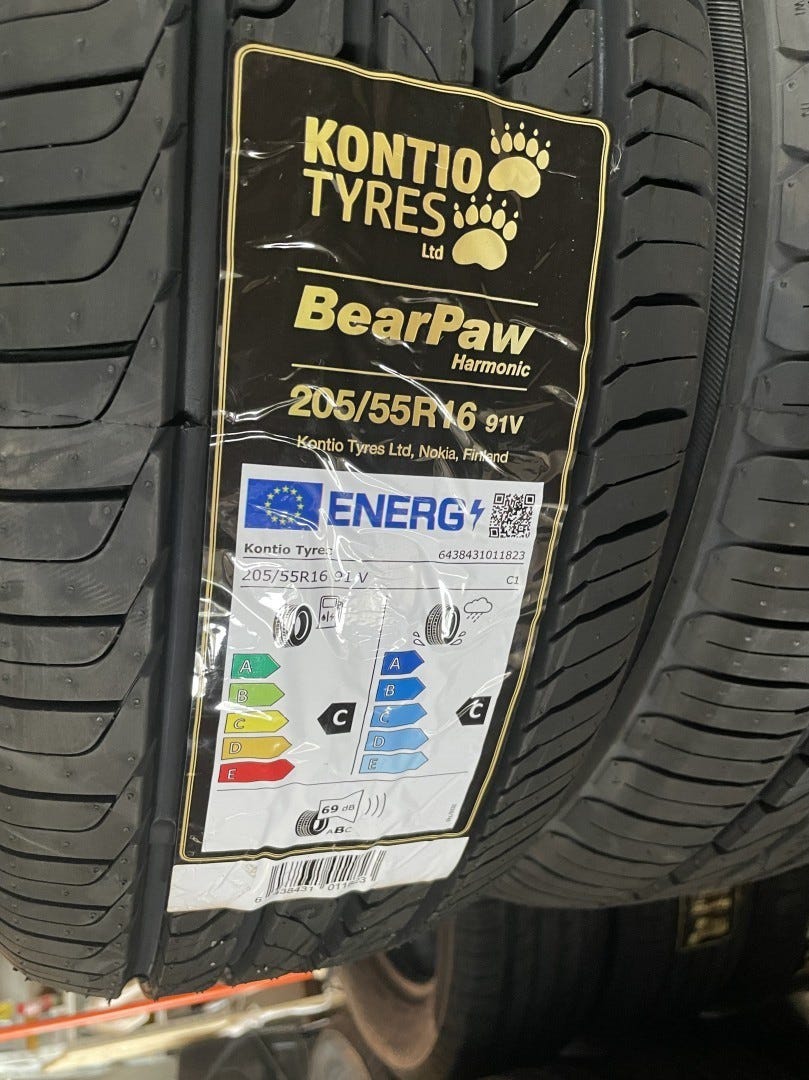 KONTIO
TYRES
Ltd
BearPaw
Harmonic
205/55R16 91V
Kontio Tyres Ltd, Nokia, Finland
ENERG
Kontio Tyres
6438431011823
205/55R16 91 V
C1
A
B
C
D
E
C
A
B
C
D
E
C
69 dB
ABC